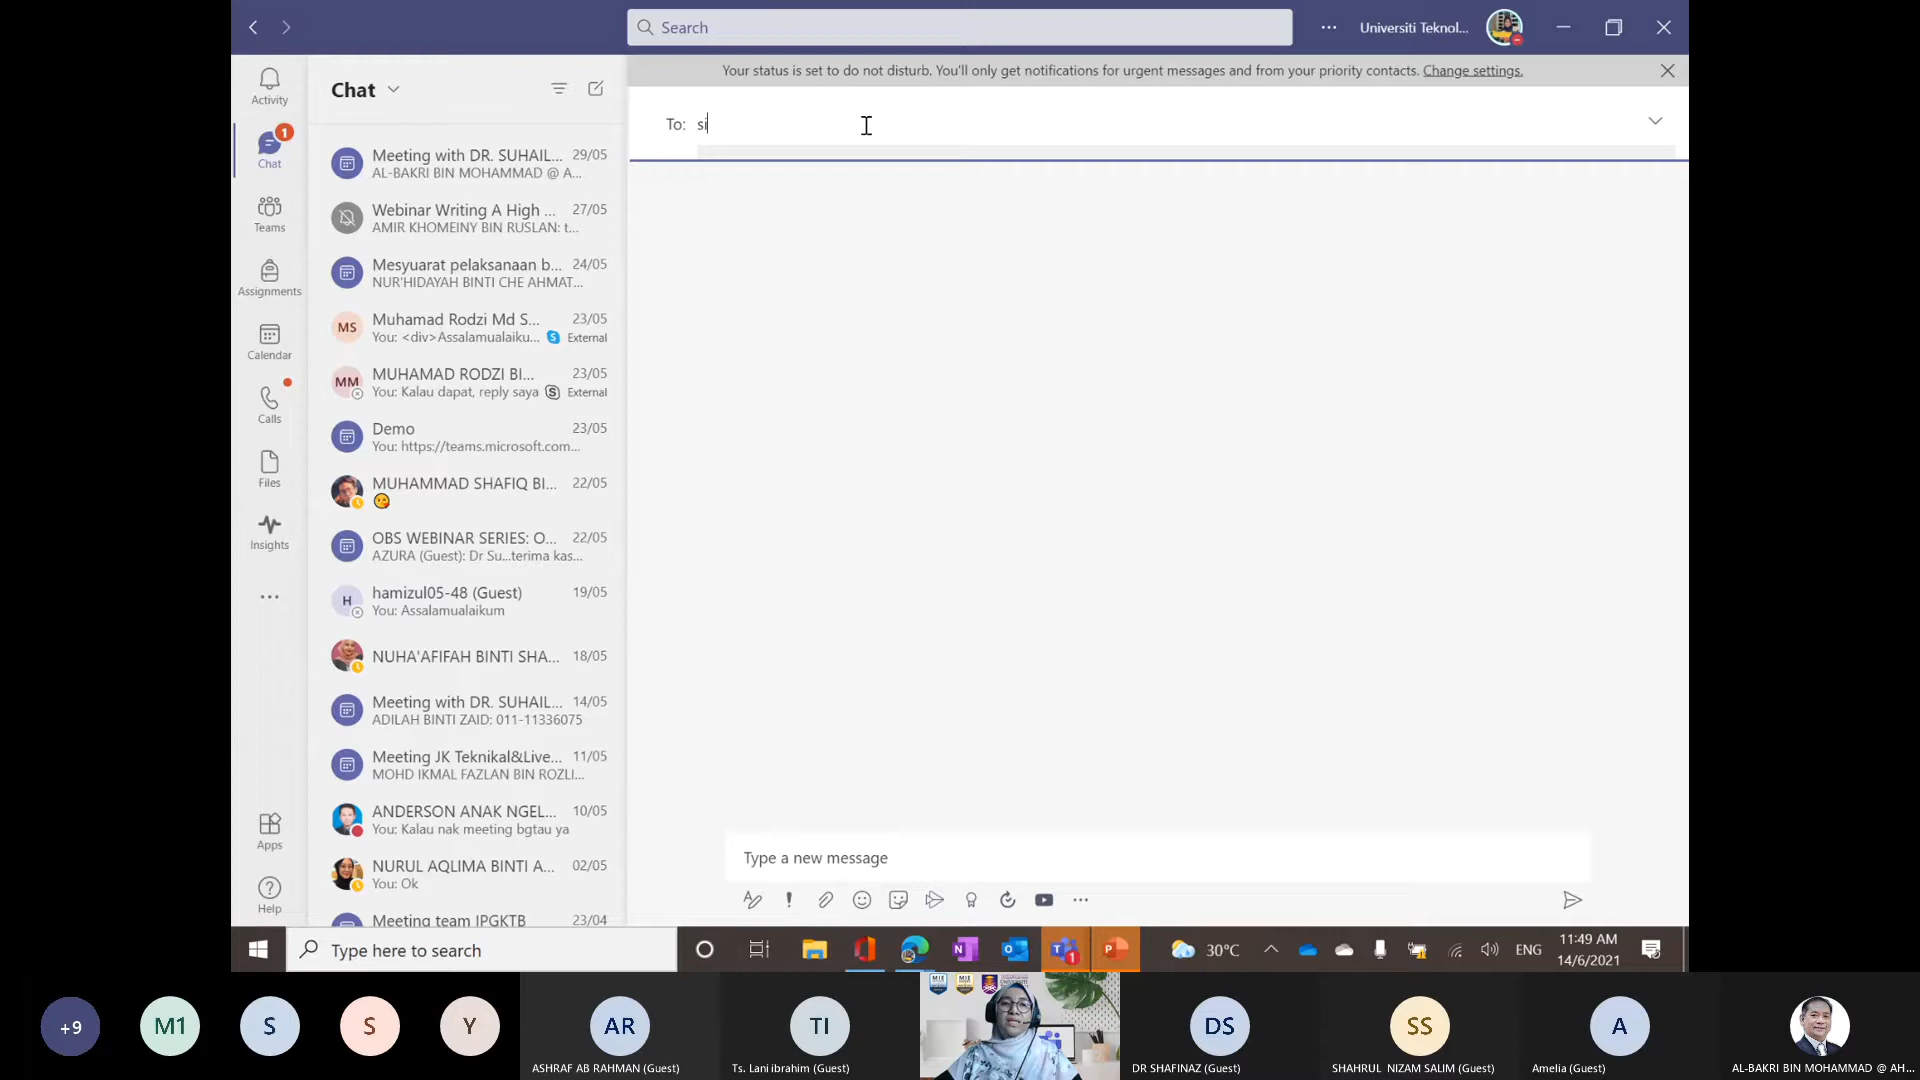 Search
Universiti Teknol...
Your status is set to do not disturb. You'll only get notifications for urgent messages and from your priority contacts. Change settings.
Activity
1
Chat
Teams
Assignments
Calendar
Calls
Files
Insights
Apps
Help
Chat
Meeting with DR. SUHAIL... 29/05
AL-BAKRI BIN MOHAMMAD @ A...
Webinar Writing A High ... 27/05
AMIR KHOMEINY BIN RUSLAN: t...
Mesyuarat pelaksanaan b... 24/05
NUR'HIDAYAH BINTI CHE AHMAT...
MS Muhamad Rodzi Md S... 23/05
You: <div>Assalamualaiku... External
MM MUHAMAD RODZI BI... 23/05
You: Kalau dapat, reply saya External
Demo 23/05
You: https://teams.microsoft.com...
MUHAMMAD SHAFIQ BI... 22/05
😘
OBS WEBINAR SERIES: O... 22/05
AZURA (Guest): Dr Su...terima kas...
H hamizul05-48 (Guest) 19/05
You: Assalamualaikum
NUHA'AFIFAH BINTI SHA... 18/05
Meeting with DR. SUHAIL... 14/05
ADILAH BINTI ZAID: 011-11336075
Meeting JK Teknikal&Live... 11/05
MOHD IKMAL FAZLAN BIN ROZLI...
ANDERSON ANAK NGEL... 10/05
You: Kalau nak meeting bgtau ya
NURUL AQLIMA BINTI A... 02/05
You: Ok
Meeting team IPGKTB 23/04
To: si
Type a new message
Type here to search
1
30°C
ENG
11:49 AM
14/6/2021
+9
M1
S
S
Y
AR
ASHRAF AB RAHMAN (Guest)
TI
Ts. Lani ibrahim (Guest)
DS
DR SHAFINAZ (Guest)
SS
SHAHRUL NIZAM SALIM (Guest)
A
Amelia (Guest)
AL-BAKRI BIN MOHAMMAD @ AH...